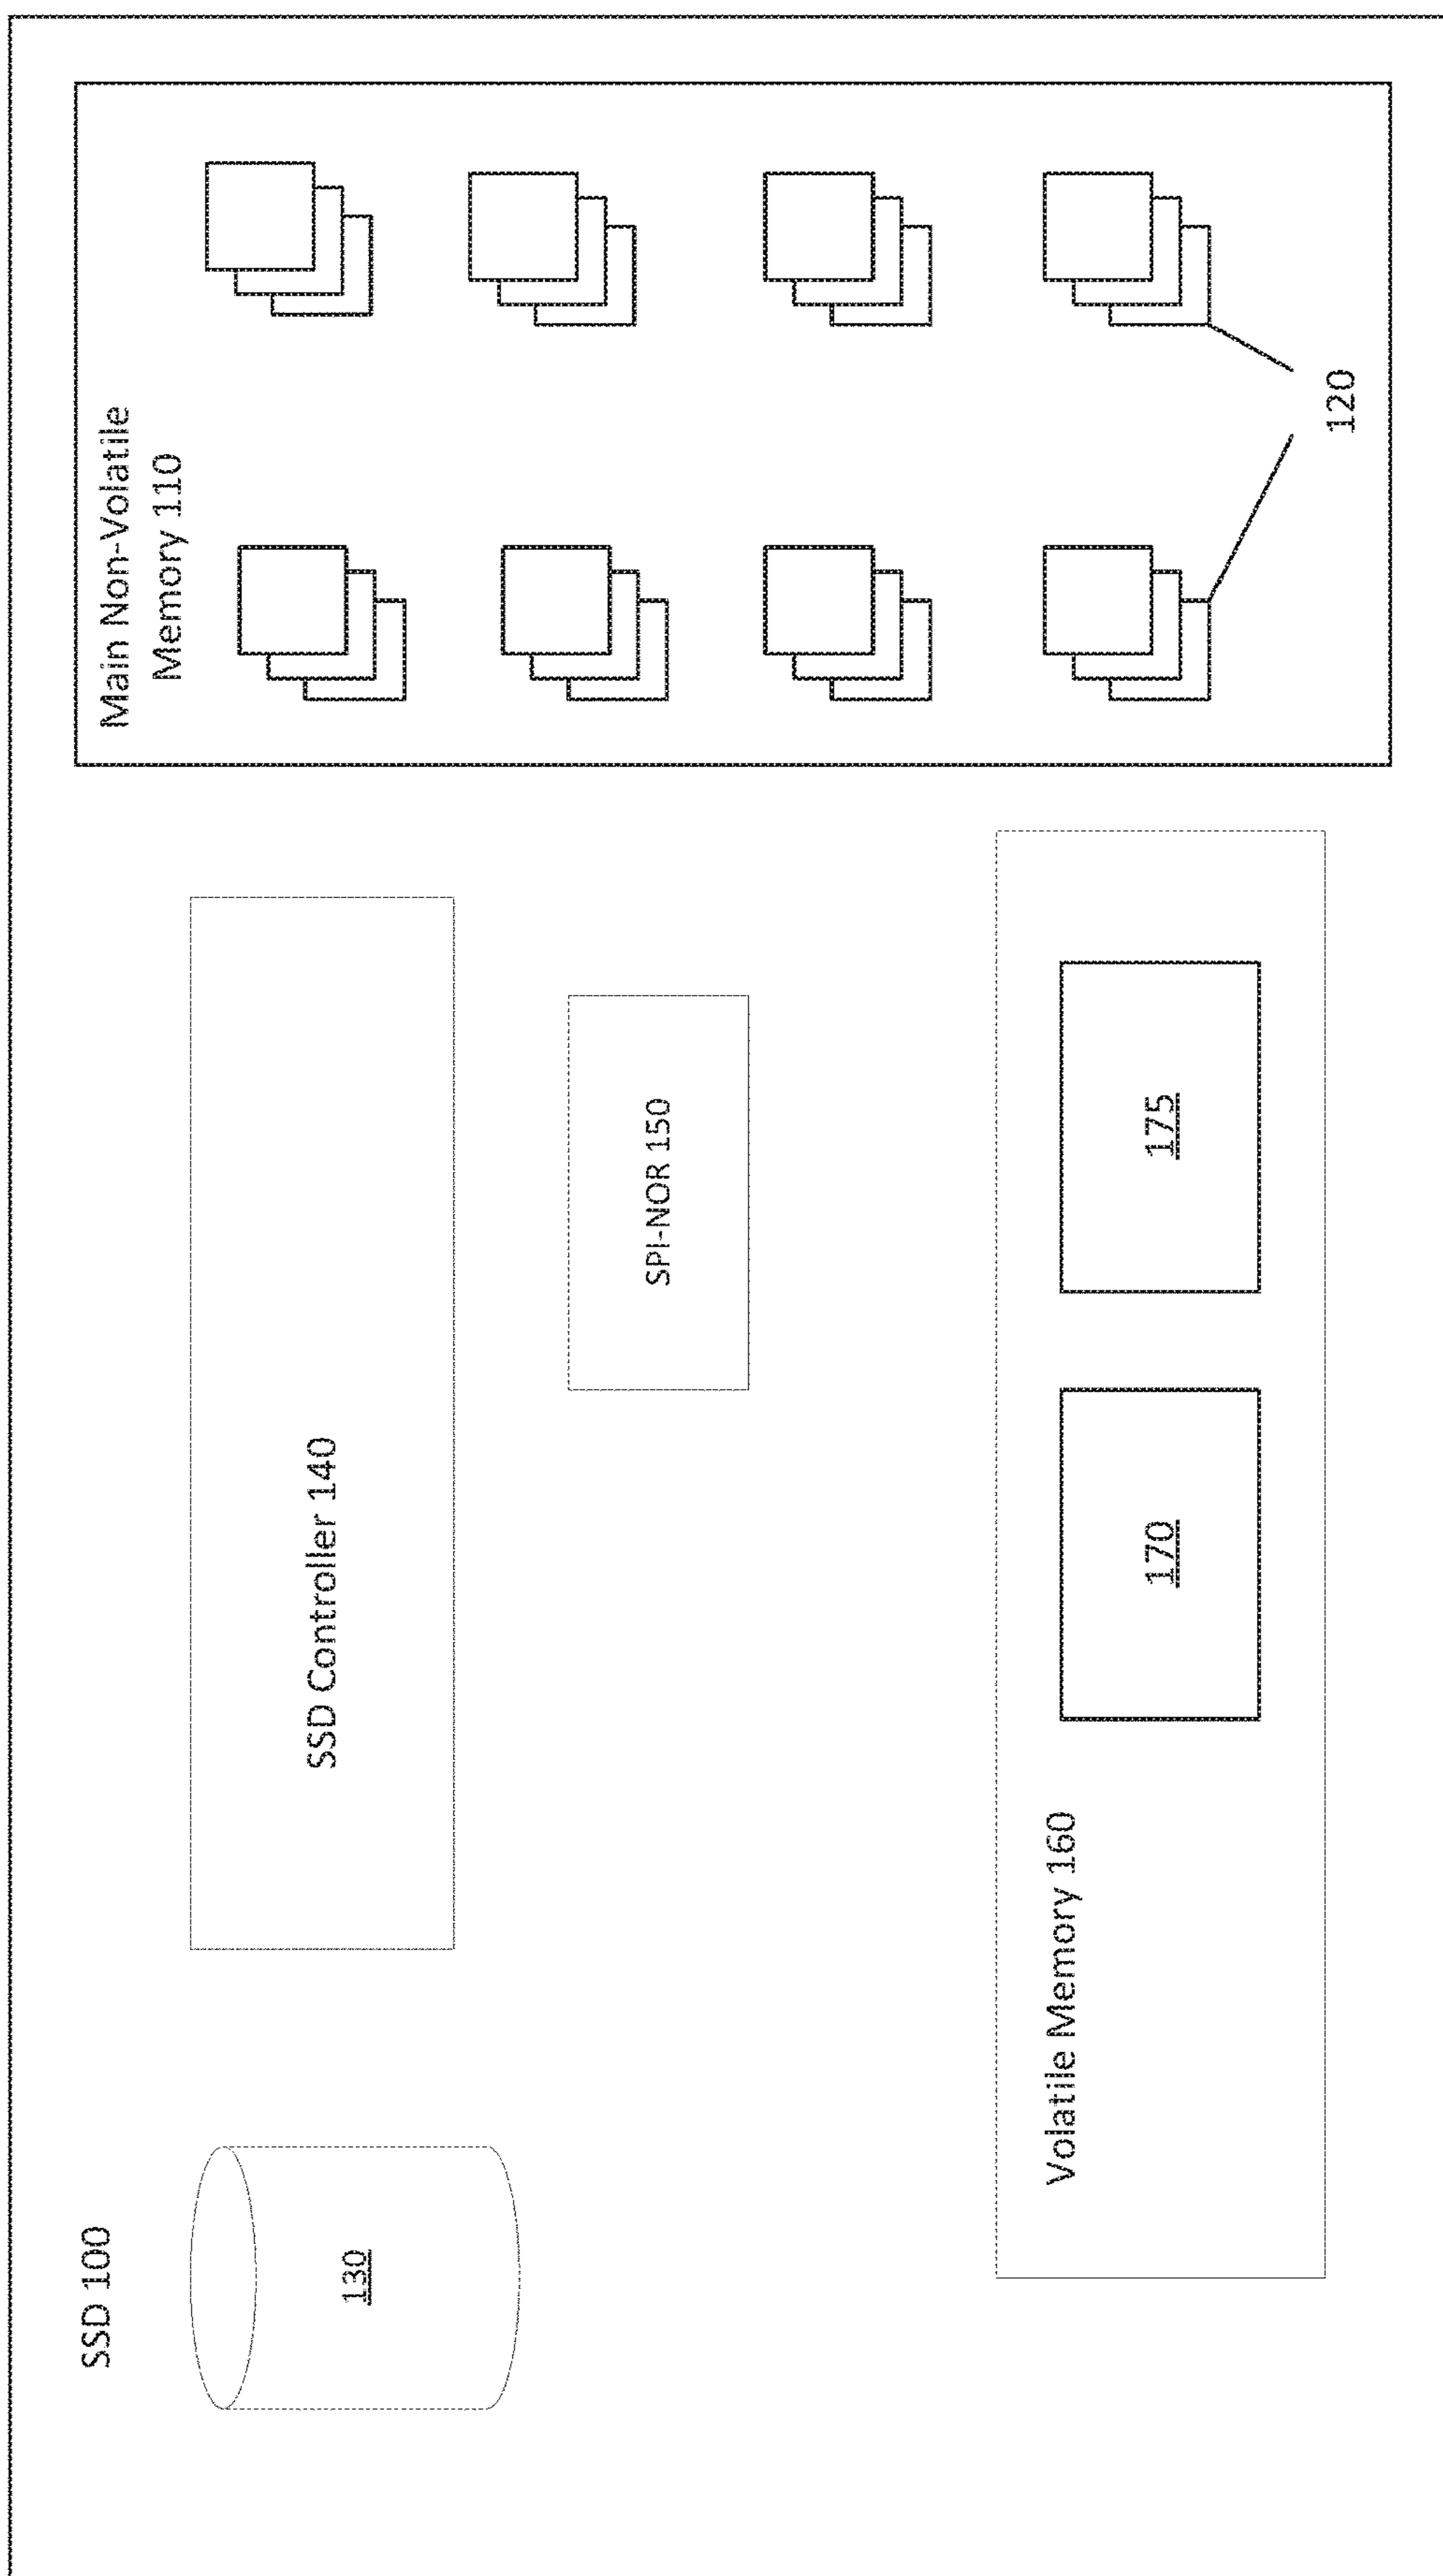 SSD 100
130
SSD Controller 140
SPI-NOR 150
Volatile Memory 160
170
175
Main Non-Volatile
Memory 110
120